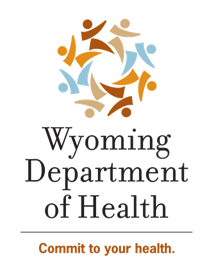 Wyoming
Department
of Health
Commit to your health.